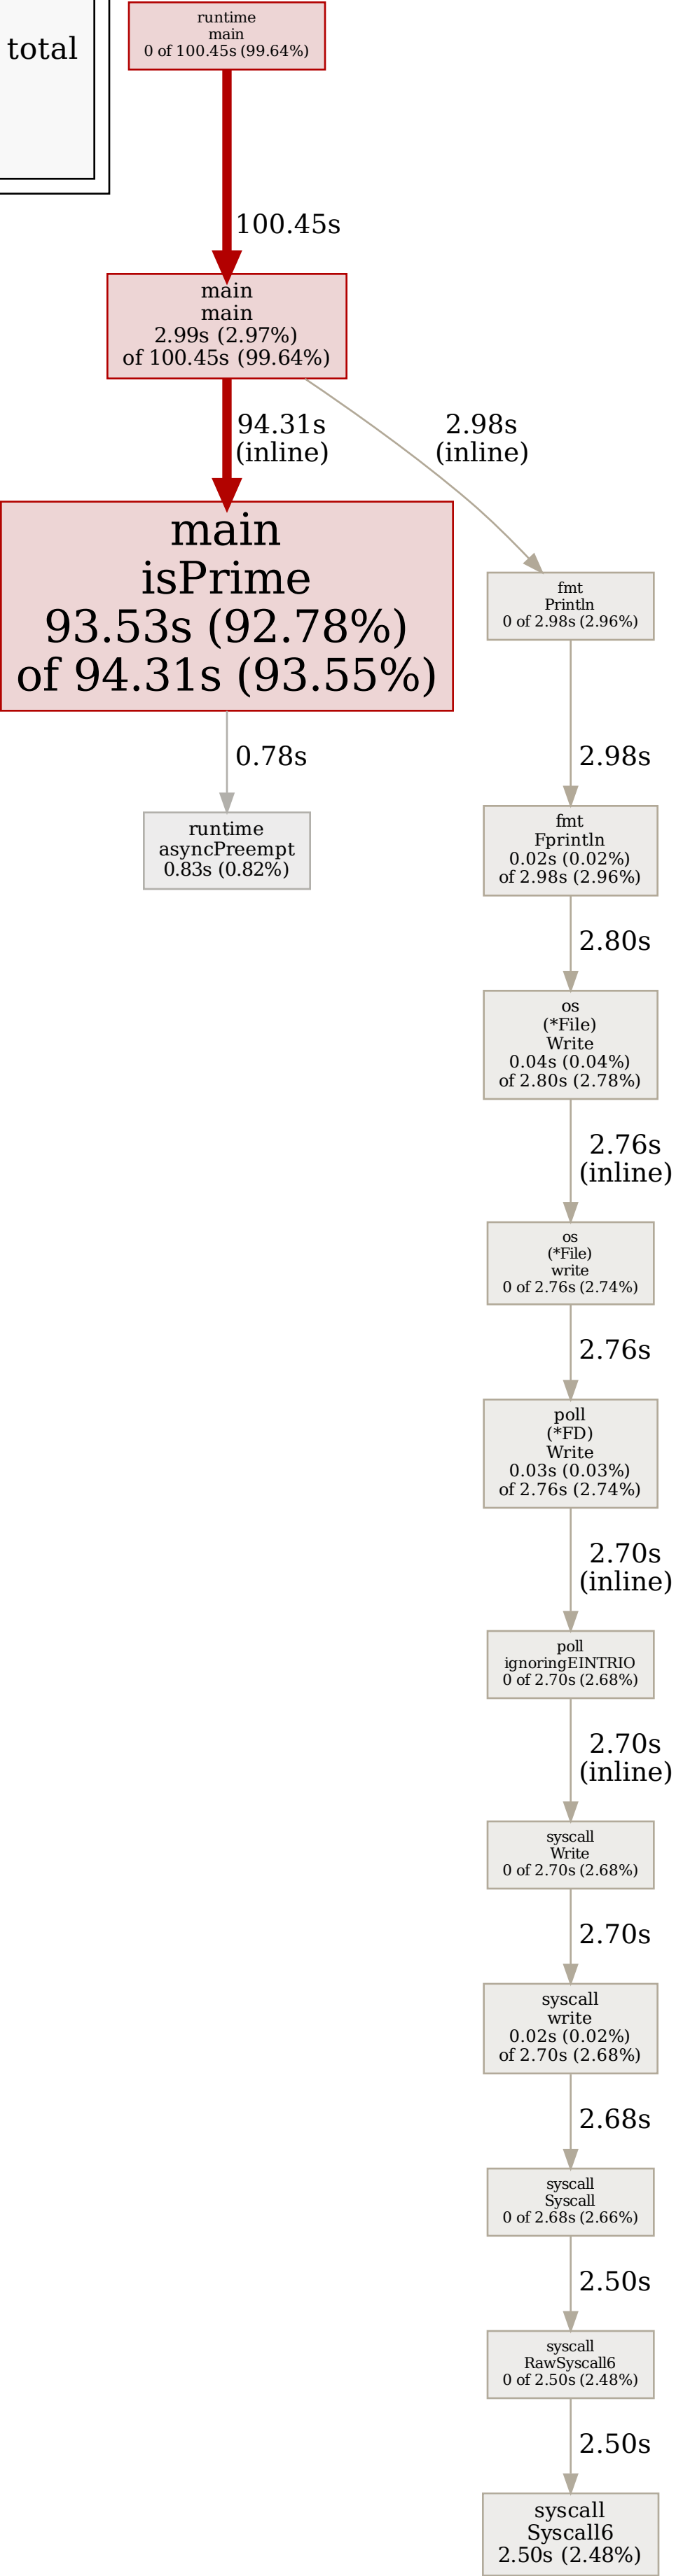 total
runtime
main
0 of 100.45s (99.64%)
100.45s
main
main
2.99s (2.97%)
of 100.45s (99.64%)
94.31s
(inline)
2.98s
(inline)
main
isPrime
93.53s (92.78%)
of 94.31s (93.55%)
fmt
Println
0 of 2.98s (2.96%)
0.78s
2.98s
runtime
asyncPreempt
0.83s (0.82%)
fmt
Fprintln
0.02s (0.02%)
of 2.98s (2.96%)
2.80s
os
(*File)
Write
0.04s (0.04%)
of 2.80s (2.78%)
2.76s
(inline)
os
(*File)
write
0 of 2.76s (2.74%)
2.76s
poll
(*FD)
Write
0.03s (0.03%)
of 2.76s (2.74%)
2.70s
(inline)
poll
ignoringEINTRIO
0 of 2.70s (2.68%)
2.70s
(inline)
syscall
Write
0 of 2.70s (2.68%)
2.70s
syscall
write
0.02s (0.02%)
of 2.70s (2.68%)
2.68s
syscall
Syscall
0 of 2.68s (2.66%)
2.50s
syscall
RawSyscall6
0 of 2.50s (2.48%)
2.50s
syscall
Syscall6
2.50s (2.48%)